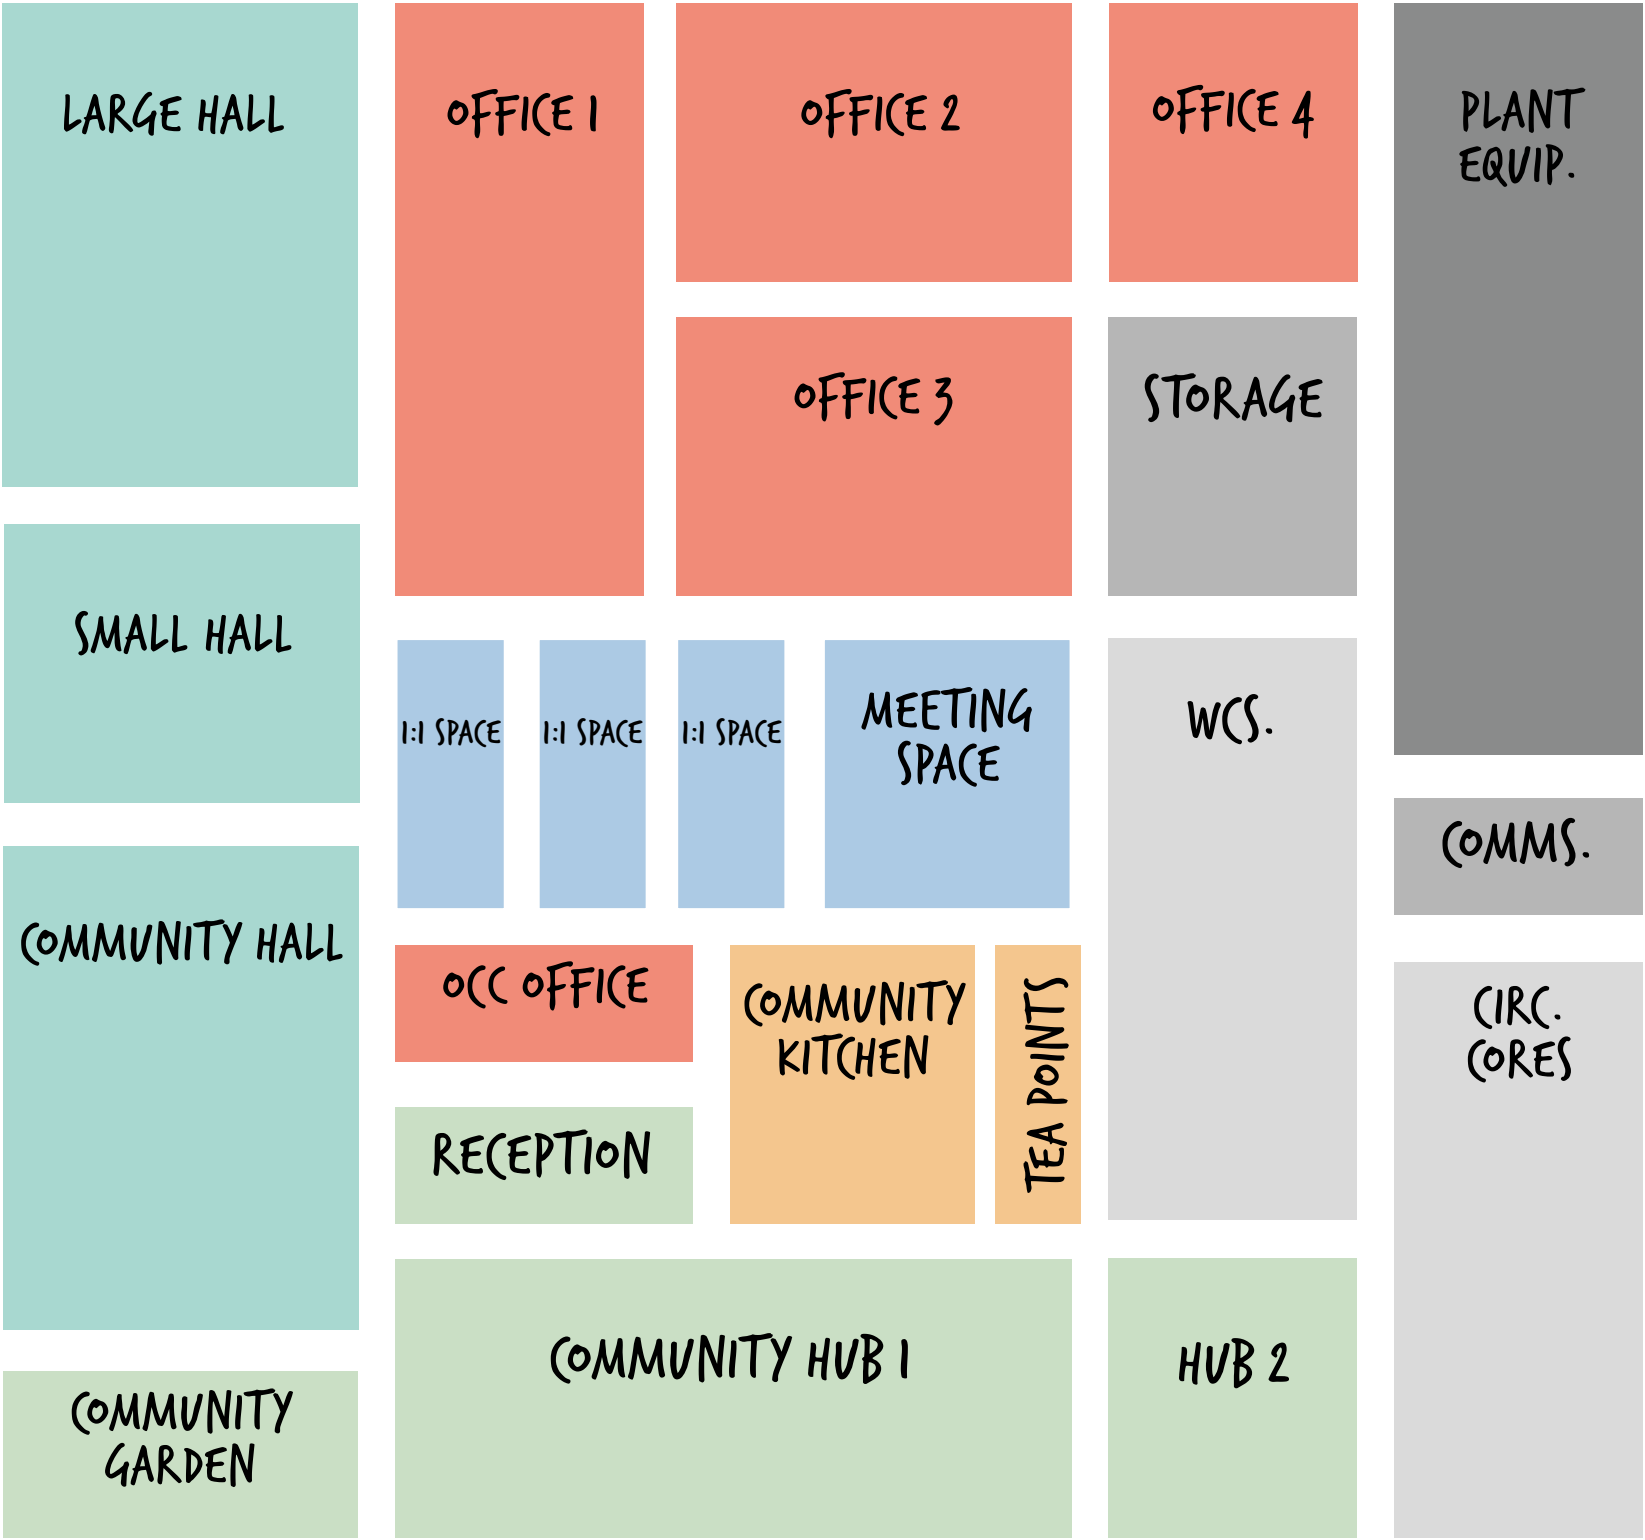 LARGE HALL
OFFICE 1
OFFICE 2
OFFICE 4
PLANT
EQUIP.
OFFICE 3
STORAGE
SMALL HALL
1:1 SPACE
1:1 SPACE
1:1 SPACE
MEETING
SPACE
WCS.
COMMS.
COMMUNITY HALL
OCC OFFICE
COMMUNITY
KITCHEN
TEA POINTS
CIRC.
CORES
RECEPTION
COMMUNITY HUB 1
HUB 2
COMMUNITY
GARDEN